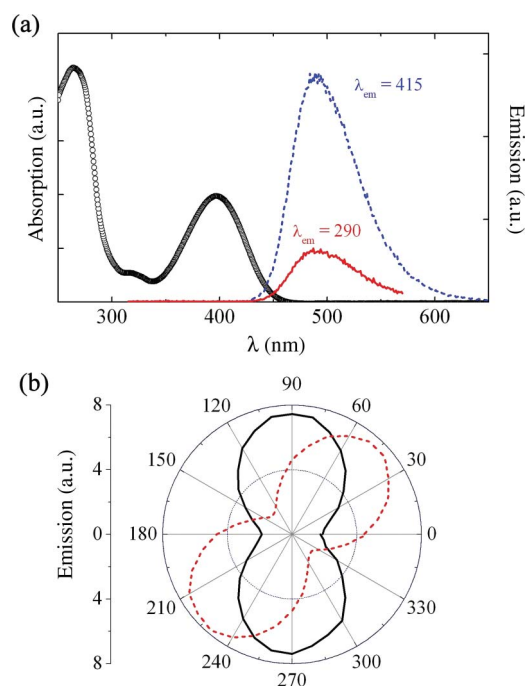 (a)
Absorption (a.u.)
Emission (a.u.)
λem = 415
λem = 290
300 400 500 600
λ (nm)
(b)
Emission (a.u.)
8
4
0
4
8
90
120 60
150 30
180 0
210 330
240 300
270